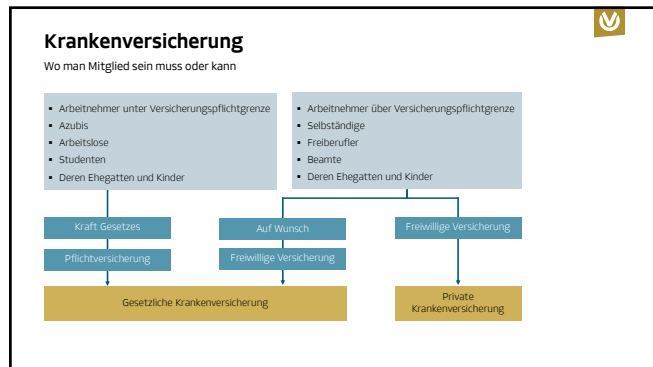 Krankenversicherung
Wo man Mitglied sein muss oder kann
▪ Arbeitnehmer unter Versicherungspflichtgrenze
▪ Azubis
▪ Arbeitslose
▪ Studenten
▪ Deren Ehegatten und Kinder
▪ Arbeitnehmer über Versicherungspflichtgrenze
▪ Selbständige
▪ Freiberufler
▪ Beamte
▪ Deren Ehegatten und Kinder
Kraft Gesetzes
Auf Wunsch
Freiwillige Versicherung
Pflichtversicherung
Freiwillige Versicherung
Gesetzliche Krankenversicherung
Private
Krankenversicherung